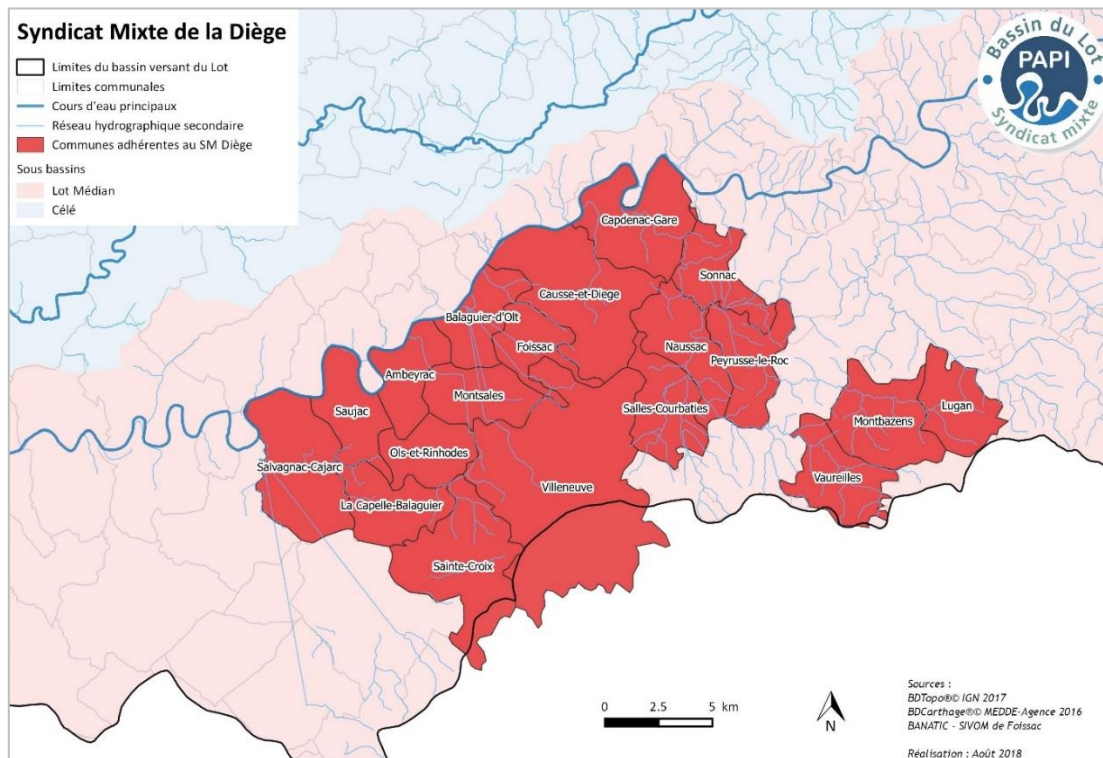 Syndicat Mixte de la Diège
Limites du bassin versant du Lot
Limites communales
Cours d'eau principaux
Réseau hydrographique secondaire
Communes adhérentes au SM Diège
Sous bassins
Lot Médian
Célé
Bassin du Lot
PAPI
Syndicat mixte
Capdenac-Gare
Sonnac
Causse-et-Diege
Balaguier-d'Olt
Foissac
Naussac
Peyrusse-le-Roc
Ambeyrac
Montsales
Saujac
Salles-Courbaties
Lugan
Montbazens
Ols-et-Rinhodes
Salvagnac-Cajarc
Vaureilles
Villeneuve
La Capelle-Balaguier
Sainte-Croix
0 2.5 5 km
N
Sources :
BDTopo®© IGN 2017
BDCarthage®© MEDDE-Agence 2016
BANATIC - SIVOM de Foissac
Réalisation : Août 2018